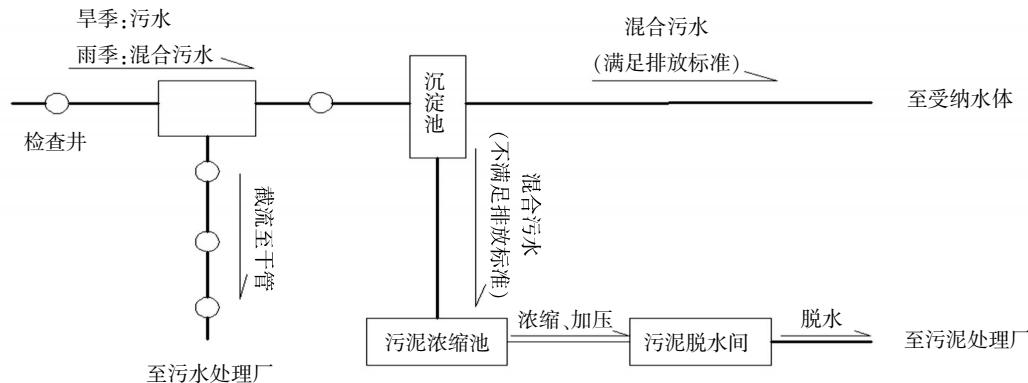 旱季:污水
雨季:混合污水
混合污水
(满足排放标准)
沉淀池
至受纳水体
检查井
截流至干管
混合污水
(不满足排放标准)
污泥浓缩池
浓缩、加压
污泥脱水间
脱水
至污泥处理厂
至污水处理厂